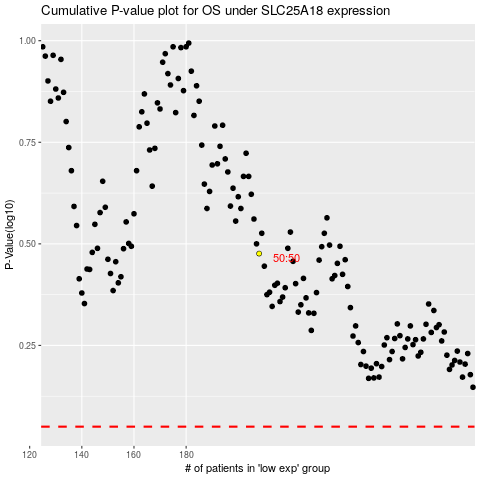 Cumulative P-value plot for OS under SLC25A18 expression
P-Value(log10)
1.00
0.75
0.50
0.25
50:50
120 140 160 180
# of patients in 'low exp' group